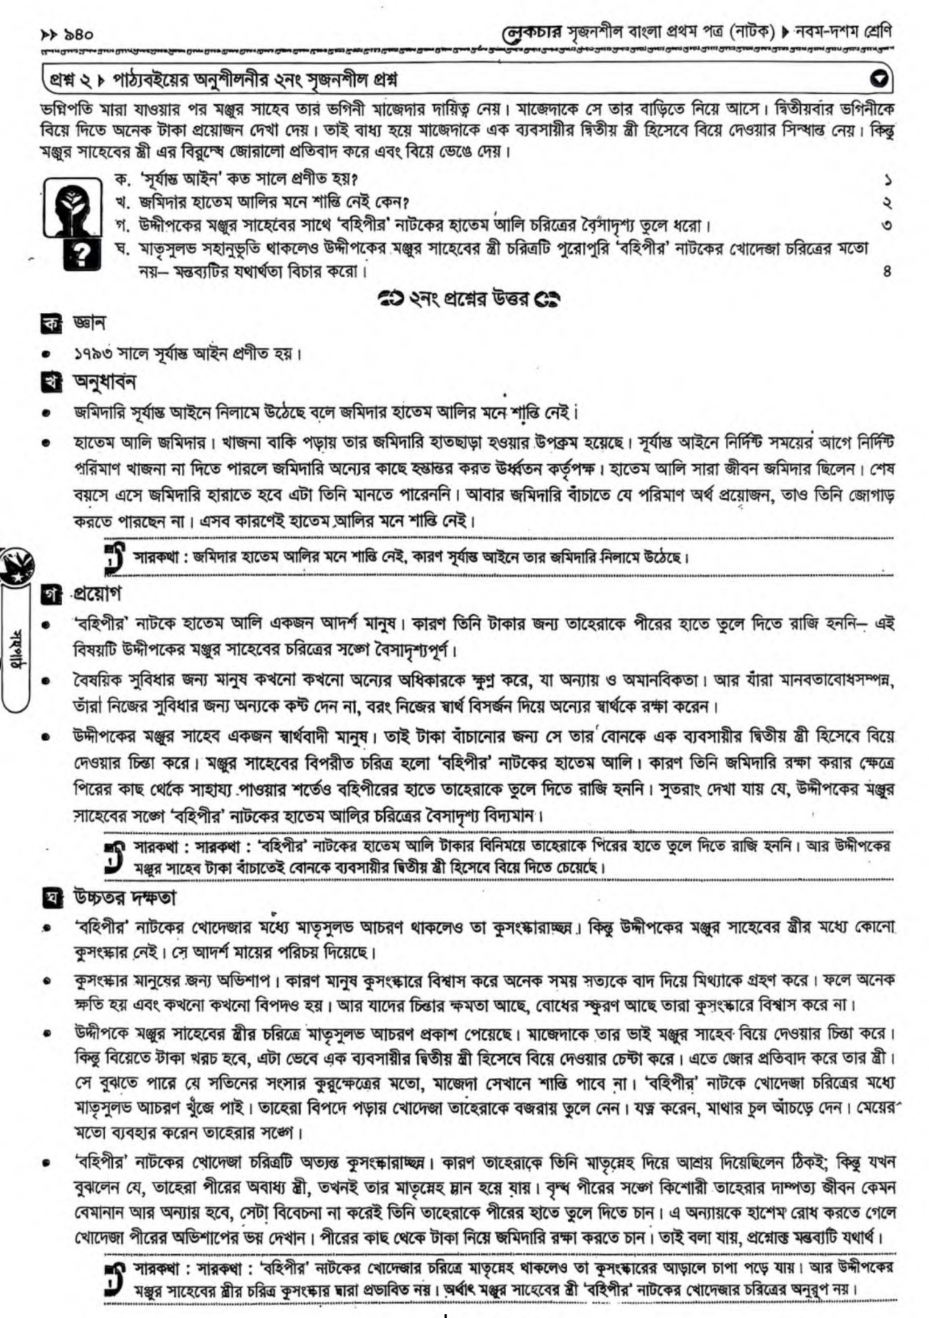 ▸▸ ৯৪০ লেকচার সৃজনশীল বাংলা প্রথম পত্র (নাটক) ▶ নবম-দশম শ্রেণি
প্রশ্ন ২ ▶ পাঠ্যবইয়ের অনুশীলনীর ২নং সৃজনশীল প্রশ্ন
ভগ্নিপতি মারা যাওয়ার পর মঞ্জুর সাহেব তার ভগিনী মাজেদার দায়িত্ব নেয়। মাজেদাকে সে তার বাড়িতে নিয়ে আসে। দ্বিতীয়বার ভগিনীকে
বিয়ে দিতে অনেক টাকা প্রয়োজন দেখা দেয়। তাই বাধ্য হয়ে মাজেদাকে এক ব্যবসায়ীর দ্বিতীয় স্ত্রী হিসেবে বিয়ে দেওয়ার সিদ্ধান্ত নেয়। কিন্তু
মঞ্জুর সাহেবের স্ত্রী এর বিরুদ্ধে জোরালো প্রতিবাদ করে এবং বিয়ে ভেঙে দেয়।
ক. ‘সূর্যাস্ত আইন’ কত সালে প্রণীত হয়? ১
খ. জমিদার হাতেম আলির মনে শান্তি নেই কেন? ২
গ. উদ্দীপকের মঞ্জুর সাহেবের সাথে ‘বহিপীর’ নাটকের হাতেম আলি চরিত্রের বৈসাদৃশ্য তুলে ধরো। ৩
ঘ. মাতৃসুলভ সহানুভূতি থাকলেও উদ্দীপকের মঞ্জুর সাহেবের স্ত্রী চরিত্রটি পুরোপুরি ‘বহিপীর’ নাটকের খোদেজা চরিত্রের মতো
নয়— মন্তব্যটির যথার্থতা বিচার করো। ৪
২নং প্রশ্নের উত্তর
ক জ্ঞান
• ১৭৯৩ সালে সূর্যাস্ত আইন প্রণীত হয়।
খ অনুধাবন
• জমিদারি সূর্যাস্ত আইনে নিলামে উঠেছে বলে জমিদার হাতেম আলির মনে শান্তি নেই।
• হাতেম আলি জমিদার। খাজনা বাকি পড়ায় তার জমিদারি হাতছাড়া হওয়ার উপক্রম হয়েছে। সূর্যাস্ত আইনে নির্দিষ্ট সময়ের আগে নির্দিষ্ট
পরিমাণ খাজনা না দিতে পারলে জমিদারি অন্যের কাছে হস্তান্তর করত ঊর্ধ্বতন কর্তৃপক্ষ। হাতেম আলি সারা জীবন জমিদার ছিলেন। শেষ
বয়সে এসে জমিদারি হারাতে হবে এটা তিনি মানতে পারেননি। আবার জমিদারি বাঁচাতে যে পরিমাণ অর্থ প্রয়োজন, তাও তিনি জোগাড়
করতে পারছেন না। এসব কারণেই হাতেম আলির মনে শান্তি নেই।
সারকথা : জমিদার হাতেম আলির মনে শান্তি নেই, কারণ সূর্যাস্ত আইনে তার জমিদারি নিলামে উঠেছে।
সহপাঠ
গ প্রয়োগ
• ‘বহিপীর’ নাটকে হাতেম আলি একজন আদর্শ মানুষ। কারণ তিনি টাকার জন্য তাহেরাকে পীরের হাতে তুলে দিতে রাজি হননি— এই
বিষয়টি উদ্দীপকের মঞ্জুর সাহেবের চরিত্রের সঙ্গে বৈসাদৃশ্যপূর্ণ।
• বৈষয়িক সুবিধার জন্য মানুষ কখনো কখনো অন্যের অধিকারকে ক্ষুণ্ন করে, যা অন্যায় ও অমানবিকতা। আর যাঁরা মানবতাবোধসম্পন্ন,
তাঁরা নিজের সুবিধার জন্য অন্যকে কষ্ট দেন না, বরং নিজের স্বার্থ বিসর্জন দিয়ে অন্যের স্বার্থকে রক্ষা করেন।
• উদ্দীপকের মঞ্জুর সাহেব একজন স্বার্থবাদী মানুষ। তাই টাকা বাঁচানোর জন্য সে তার বোনকে এক ব্যবসায়ীর দ্বিতীয় স্ত্রী হিসেবে বিয়ে
দেওয়ার চিন্তা করে। মঞ্জুর সাহেবের বিপরীত চরিত্র হলো ‘বহিপীর’ নাটকের হাতেম আলি। কারণ তিনি জমিদারি রক্ষা করার ক্ষেত্রে
পিরের কাছ থেকে সাহায্য পাওয়ার শর্তেও বহিপীরের হাতে তাহেরাকে তুলে দিতে রাজি হননি। সুতরাং দেখা যায় যে, উদ্দীপকের মঞ্জুর
সাহেবের সঙ্গে ‘বহিপীর’ নাটকের হাতেম আলির চরিত্রের বৈসাদৃশ্য বিদ্যমান।
সারকথা : সারকথা : ‘বহিপীর’ নাটকের হাতেম আলি টাকার বিনিময়ে তাহেরাকে পিরের হাতে তুলে দিতে রাজি হননি। আর উদ্দীপকের
মঞ্জুর সাহেব টাকা বাঁচাতেই বোনকে ব্যবসায়ীর দ্বিতীয় স্ত্রী হিসেবে বিয়ে দিতে চেয়েছে।
ঘ উচ্চতর দক্ষতা
• ‘বহিপীর’ নাটকের খোদেজার মধ্যে মাতৃসুলভ আচরণ থাকলেও তা কুসংস্কারাচ্ছন্ন। কিন্তু উদ্দীপকের মঞ্জুর সাহেবের স্ত্রীর মধ্যে কোনো
কুসংস্কার নেই। সে আদর্শ মায়ের পরিচয় দিয়েছে।
• কুসংস্কার মানুষের জন্য অভিশাপ। কারণ মানুষ কুসংস্কারে বিশ্বাস করে অনেক সময় সত্যকে বাদ দিয়ে মিথ্যাকে গ্রহণ করে। ফলে অনেক
ক্ষতি হয় এবং কখনো কখনো বিপদও হয়। আর যাদের চিন্তার ক্ষমতা আছে, বোধের স্ফুরণ আছে তারা কুসংস্কারে বিশ্বাস করে না।
• উদ্দীপকে মঞ্জুর সাহেবের স্ত্রীর চরিত্রে মাতৃসুলভ আচরণ প্রকাশ পেয়েছে। মাজেদাকে তার ভাই মঞ্জুর সাহেব বিয়ে দেওয়ার চিন্তা করে।
কিন্তু বিয়েতে টাকা খরচ হবে, এটা ভেবে এক ব্যবসায়ীর দ্বিতীয় স্ত্রী হিসেবে বিয়ে দেওয়ার চেষ্টা করে। এতে জোর প্রতিবাদ করে তার স্ত্রী।
সে বুঝতে পারে যে সতিনের সংসার কুরুক্ষেত্রের মতো, মাজেদা সেখানে শান্তি পাবে না। ‘বহিপীর’ নাটকে খোদেজা চরিত্রের মধ্যে
মাতৃসুলভ আচরণ খুঁজে পাই। তাহেরা বিপদে পড়ায় খোদেজা তাহেরাকে বজরায় তুলে নেন। যত্ন করেন, মাথার চুল আঁচড়ে দেন। মেয়ের
মতো ব্যবহার করেন তাহেরার সঙ্গে।
• ‘বহিপীর’ নাটকের খোদেজা চরিত্রটি অত্যন্ত কুসংস্কারাচ্ছন্ন। কারণ তাহেরাকে তিনি মাতৃস্নেহ দিয়ে আশ্রয় দিয়েছিলেন ঠিকই; কিন্তু যখন
বুঝলেন যে, তাহেরা পীরের অবাধ্য স্ত্রী, তখনই তার মাতৃস্নেহ ম্লান হয়ে যায়। বৃদ্ধ পীরের সঙ্গে কিশোরী তাহেরার দাম্পত্য জীবন কেমন
বেমানান আর অন্যায় হবে, সেটা বিবেচনা না করেই তিনি তাহেরাকে পীরের হাতে তুলে দিতে চান। এ অন্যায়কে হাশেম রোধ করতে গেলে
খোদেজা পীরের অভিশাপের ভয় দেখান। পীরের কাছ থেকে টাকা নিয়ে জমিদারি রক্ষা করতে চান। তাই বলা যায়, প্রশ্নোক্ত মন্তব্যটি যথার্থ।
সারকথা : সারকথা : ‘বহিপীর’ নাটকের খোদেজার চরিত্রে মাতৃস্নেহ থাকলেও তা কুসংস্কারের আড়ালে চাপা পড়ে যায়। আর উদ্দীপকের
মঞ্জুর সাহেবের স্ত্রীর চরিত্র কুসংস্কার দ্বারা প্রভাবিত নয়। অর্থাৎ মঞ্জুর সাহেবের স্ত্রী ‘বহিপীর’ নাটকের খোদেজার চরিত্রের অনুরূপ নয়।